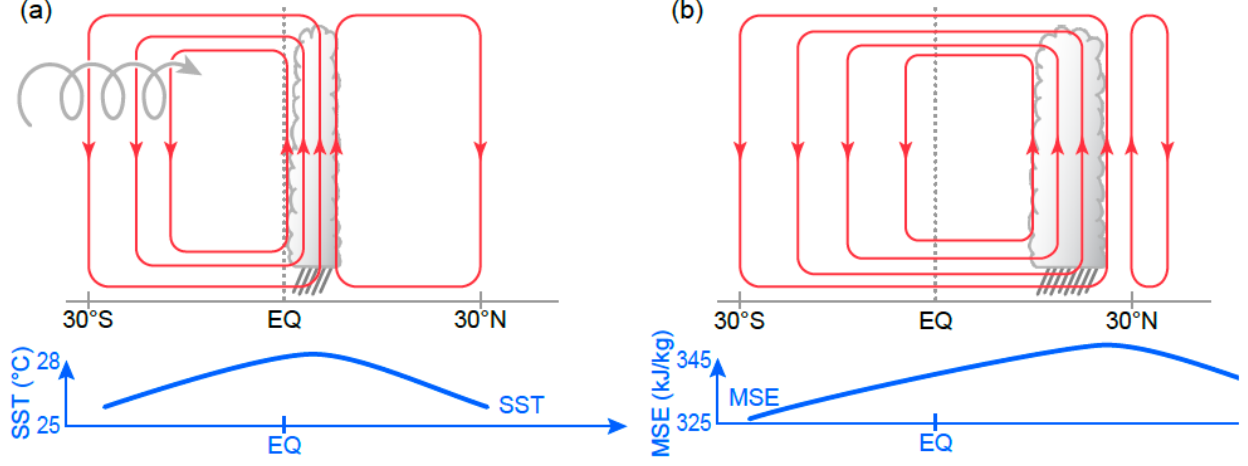 (a)
(b)
30°S EQ 30°N
30°S EQ 30°N
SST (°C)
28
25
SST
EQ
MSE (kJ/kg)
345
325
MSE
EQ